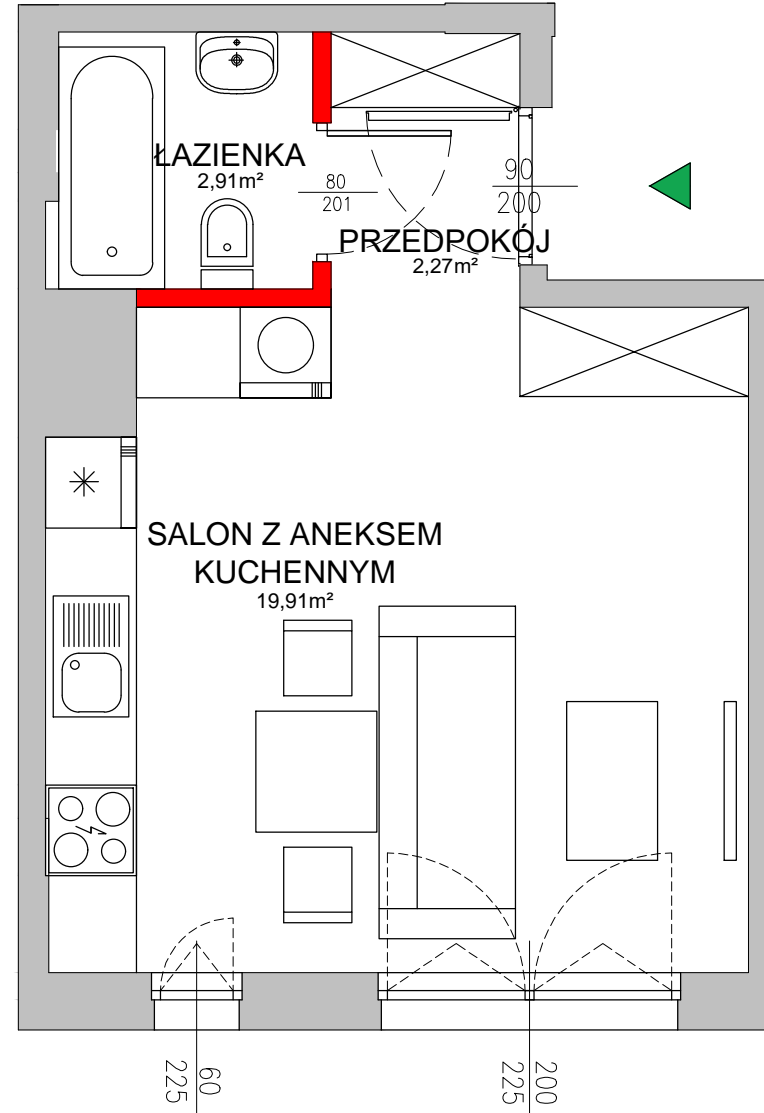 ŁAZIENKA
2,91m²
80
201
90
200
PRZEDPOKÓJ
2,27m²
SALON Z ANEKSEM
KUCHENNYM
19,91m²
60
225
200
225